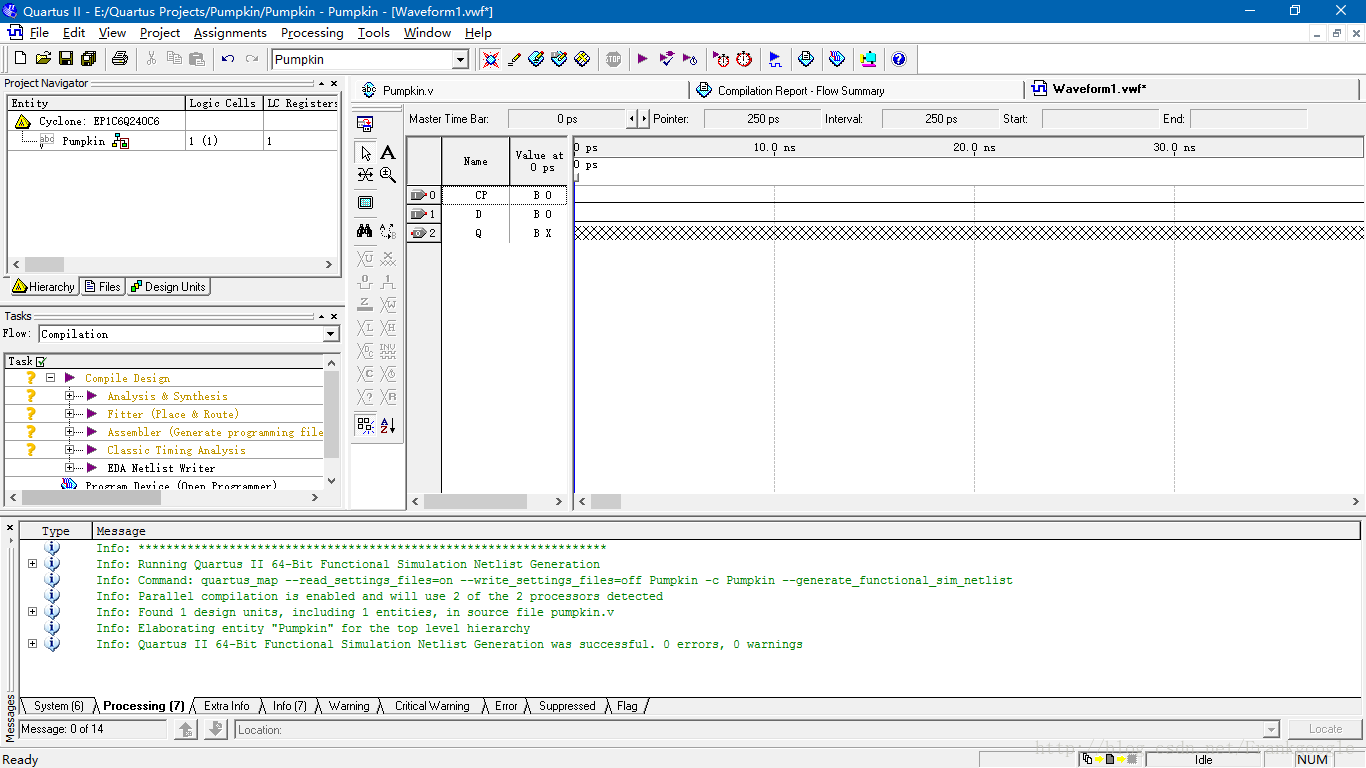 Quartus II - E:/Quartus Projects/Pumpkin/Pumpkin - Pumpkin - [Waveform1.vwf*]
File Edit View Project Assignments Processing Tools Window Help
Pumpkin
Project Navigator
Entity Logic Cells LC Registers
Cyclone: EP1C6Q240C6
abc Pumpkin 1 (1) 1
Hierarchy Files Design Units
Tasks
Flow: Compilation
Task
Compile Design
Analysis & Synthesis
Fitter (Place & Route)
Assembler (Generate programming file
Classic Timing Analysis
EDA Netlist Writer
Program Device (Open Programmer)
Pumpkin.v Compilation Report - Flow Summary Waveform1.vwf*
Master Time Bar: 0 ps Pointer: 250 ps Interval: 250 ps Start: End:
Name Value at 0 ps
0 ps 10.0 ns 20.0 ns 30.0 ns
0 ps
0 CP B 0
1 D B 0
2 Q B X
Type Message
Info: *******************************************************************
Info: Running Quartus II 64-Bit Functional Simulation Netlist Generation
Info: Command: quartus_map --read_settings_files=on --write_settings_files=off Pumpkin -c Pumpkin --generate_functional_sim_netlist
Info: Parallel compilation is enabled and will use 2 of the 2 processors detected
Info: Found 1 design units, including 1 entities, in source file pumpkin.v
Info: Elaborating entity "Pumpkin" for the top level hierarchy
Info: Quartus II 64-Bit Functional Simulation Netlist Generation was successful. 0 errors, 0 warnings
System (6) Processing (7) Extra Info Info (7) Warning Critical Warning Error Suppressed Flag
Messages
Message: 0 of 14 Location: Locate
http://blog.csdn.net/Frankgoogle
Ready Idle NUM